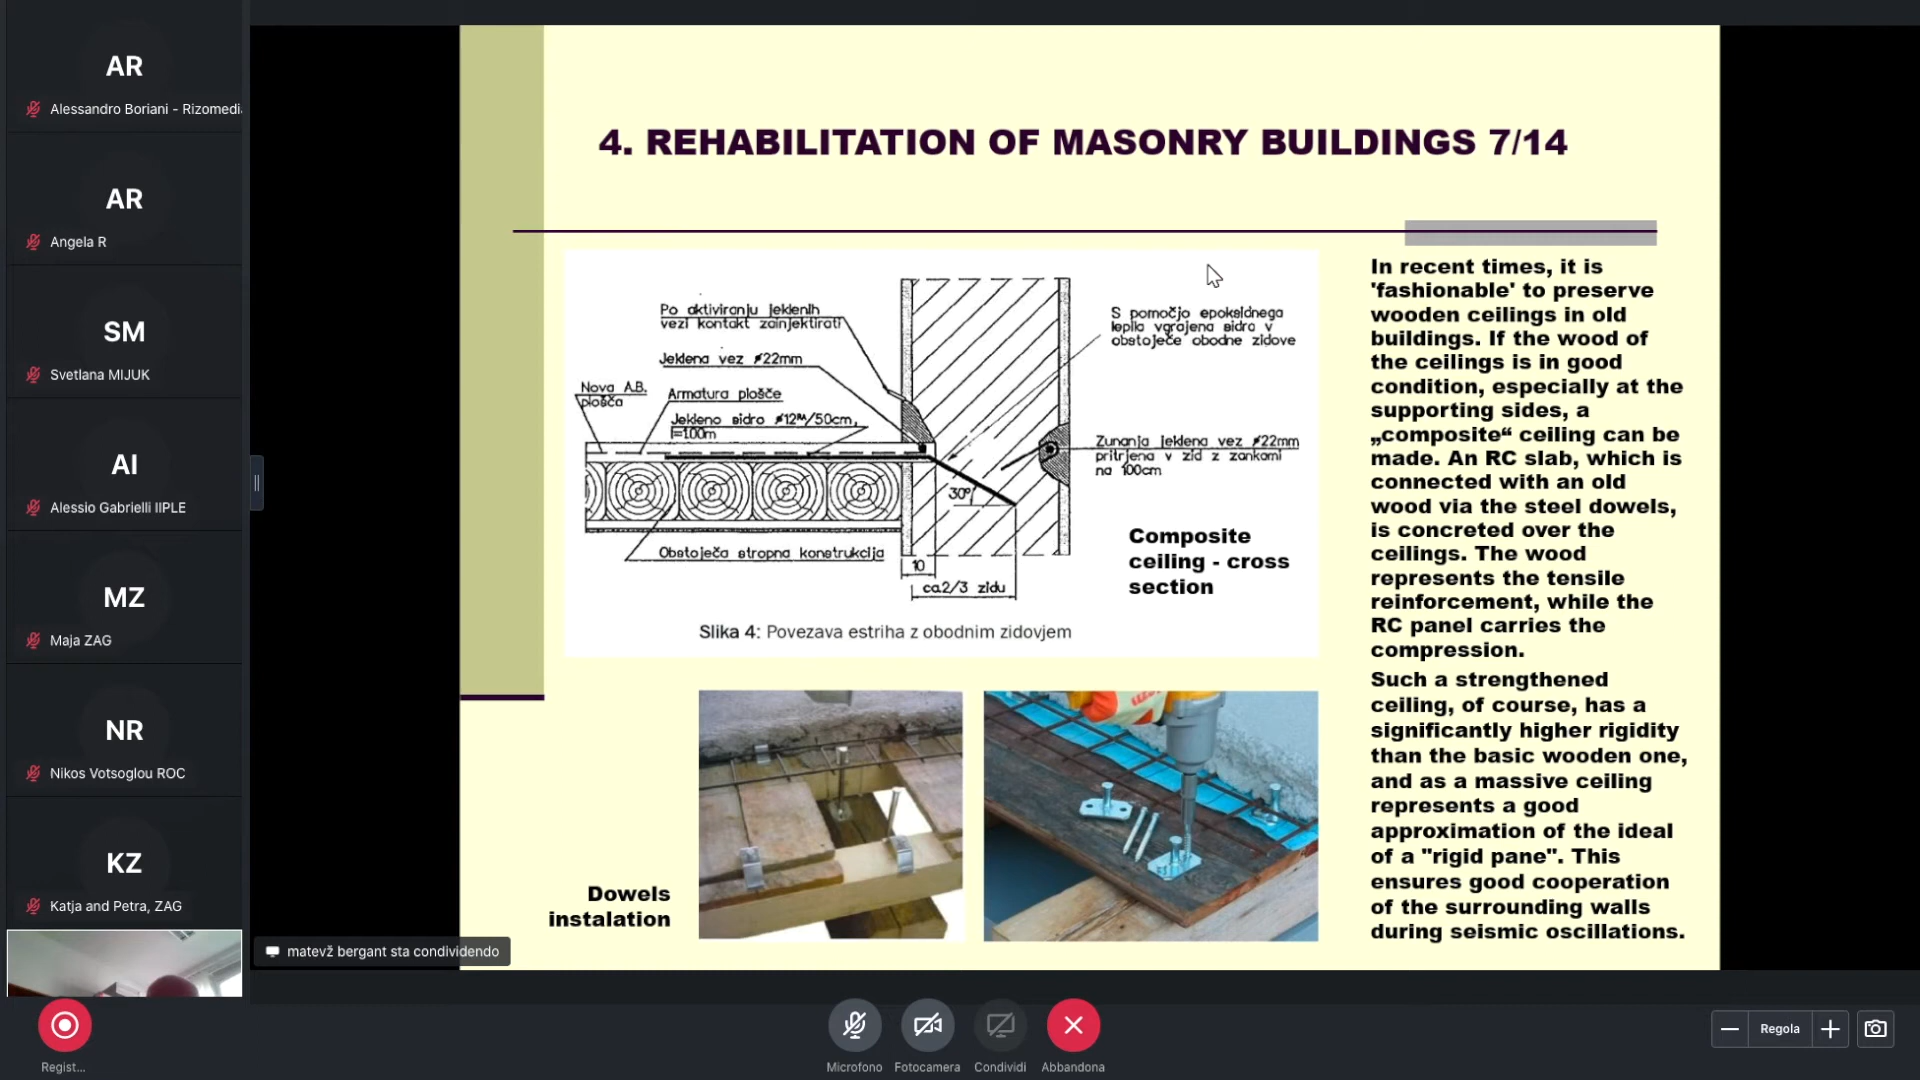 AR
Alessandro Boriani - Rizomedi
AR
Angela R
SM
Svetlana MIJUK
AI
Alessio Gabrielli IIPLE
MZ
Maja ZAG
NR
Nikos Votsoglou ROC
KZ
Katja and Petra, ZAG
4. REHABILITATION OF MASONRY BUILDINGS 7/14
Po aktiviranju jeklenih
vezi kontakt zainjektirati
Jeklena vez ø22mm
Nova A.B.
plošča
Armatura plošče
Jekleno sidro ø12RA/50cm,
l=100m
Obstoječa stropna konstrukcija
30°
10
ca2/3 zidu
S pomočjo epoksidnega
lepila vgrajena sidra v
obstoječe obodne zidove
Zunanja jeklena vez ø22mm
pritrjena v zid z zankami
na 100cm
Composite
ceiling - cross
section
Slika 4: Povezava estriha z obodnim zidovjem
Dowels
instalation
In recent times, it is
'fashionable' to preserve
wooden ceilings in old
buildings. If the wood of
the ceilings is in good
condition, especially at the
supporting sides, a
„composite“ ceiling can be
made. An RC slab, which is
connected with an old
wood via the steel dowels,
is concreted over the
ceilings. The wood
represents the tensile
reinforcement, while the
RC panel carries the
compression.
Such a strengthened
ceiling, of course, has a
significantly higher rigidity
than the basic wooden one,
and as a massive ceiling
represents a good
approximation of the ideal
of a "rigid pane". This
ensures good cooperation
of the surrounding walls
during seismic oscillations.
matevž bergant sta condividendo
Regist...
Microfono
Fotocamera
Condividi
Abbandona
Regola